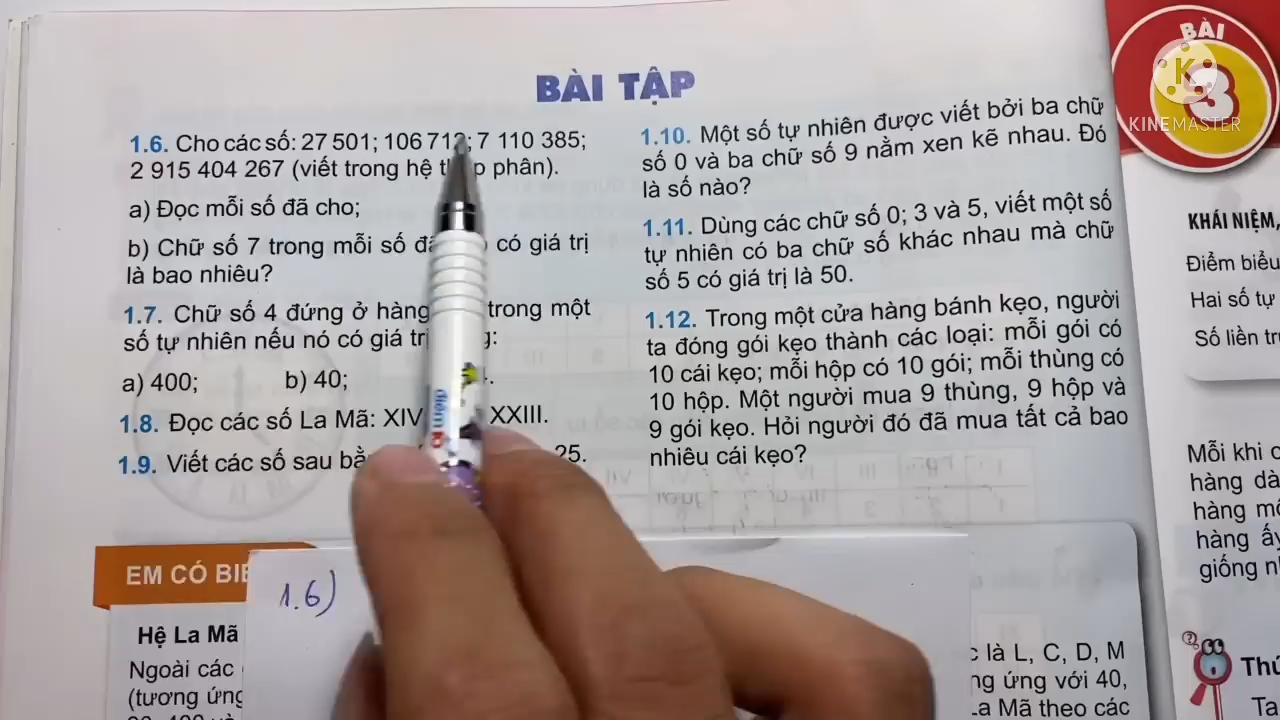 BÀI TẬP
1.6. Cho các số: 27 501; 106 712; 7 110 385;
2 915 404 267 (viết trong hệ phân).
a) Đọc mỗi số đã cho;
b) Chữ số 7 trong mỗi số có giá trị
là bao nhiêu?
1.7. Chữ số 4 đứng ở hàng trong một
số tự nhiên nếu nó có giá
a) 400; b) 40;
1.8. Đọc các số La Mã: XIV XXIII.
1.9. Viết các số sau 25.
1.10. Một số tự nhiên được viết bởi ba chữ
số 0 và ba chữ số 9 nằm xen kẽ nhau. Đó
là số nào?
1.11. Dùng các chữ số 0; 3 và 5, viết một số
tự nhiên có ba chữ số khác nhau mà chữ
số 5 có giá trị là 50.
1.12. Trong một cửa hàng bánh kẹo, người
ta đóng gói kẹo thành các loại: mỗi gói có
10 cái kẹo; mỗi hộp có 10 gói; mỗi thùng có
10 hộp. Một người mua 9 thùng, 9 hộp và
9 gói kẹo. Hỏi người đó đã mua tất cả bao
nhiêu cái kẹo?
EM CÓ
1.6)
Hệ La Mã
Ngoài các
(tương ứng
là L, C, D, M
ứng với 40,
La Mã theo các
BÀI
3
KINEMASTER
KHÁI NIỆM,
Điểm biểu
Hai số tự
Số liền
Mỗi khi
hàng
hàng
hàng ấy
giống
Ta
điểm 10